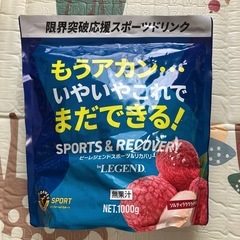 限界突破応援スポーツドリンク
もうアカン…
いやいやこれで
まだできる!
SPORTS & RECOVERY
ビーレジェンドスポーツ&リカバリー
be LEGEND
無果汁
NET.1000g
SPORT